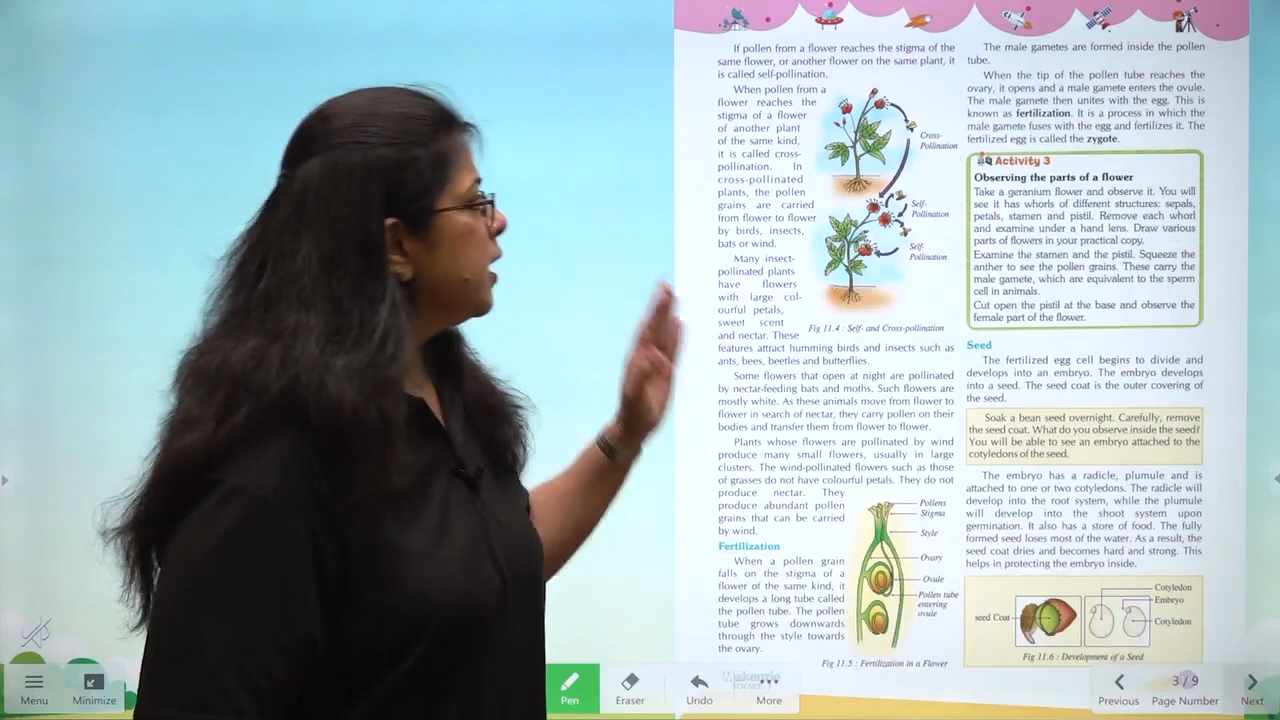 If pollen from a flower reaches the stigma of the
same flower, or another flower on the same plant, it
is called self-pollination.
When pollen from a
flower reaches the
stigma of a flower
of another plant
of the same kind,
it is called cross-
pollination. In
cross-pollinated
plants, the pollen
grains are carried
from flower to flower
by birds, insects,
bats or wind.
Many insect-
pollinated plants
have flowers
with large col-
ourful petals,
sweet scent
and nectar. These
features attract humming birds and insects such as
ants, bees, beetles and butterflies.
Cross-
Pollination
Self-
Pollination
Self-
Pollination
Fig 11.4 : Self- and Cross-pollination
Some flowers that open at night are pollinated
by nectar-feeding bats and moths. Such flowers are
mostly white. As these animals move from flower to
flower in search of nectar, they carry pollen on their
bodies and transfer them from flower to flower.
Plants whose flowers are pollinated by wind
produce many small flowers, usually in large
clusters. The wind-pollinated flowers such as those
of grasses do not have colourful petals. They do not
produce nectar. They
produce abundant pollen
grains that can be carried
by wind.
Fertilization
When a pollen grain
falls on the stigma of a
flower of the same kind, it
develops a long tube called
the pollen tube. The pollen
tube grows downwards
through the style towards
the ovary.
Pollens
Stigma
Style
Ovary
Ovule
Pollen tube
entering
ovule
Fig 11.5 : Fertilization in a Flower
The male gametes are formed inside the pollen
tube.
When the tip of the pollen tube reaches the
ovary, it opens and a male gamete enters the ovule.
The male gamete then unites with the egg. This is
known as fertilization. It is a process in which the
male gamete fuses with the egg and fertilizes it. The
fertilized egg is called the zygote.
Activity 3
Observing the parts of a flower
Take a geranium flower and observe it. You will
see it has whorls of different structures: sepals,
petals, stamen and pistil. Remove each whorl
and examine under a hand lens. Draw various
parts of flowers in your practical copy.
Examine the stamen and the pistil. Squeeze the
anther to see the pollen grains. These carry the
male gamete, which are equivalent to the sperm
cell in animals.
Cut open the pistil at the base and observe the
female part of the flower.
Seed
The fertilized egg cell begins to divide and
develops into an embryo. The embryo develops
into a seed. The seed coat is the outer covering of
the seed.
Soak a bean seed overnight. Carefully, remove
the seed coat. What do you observe inside the seed?
You will be able to see an embryo attached to the
cotyledons of the seed.
The embryo has a radicle, plumule and is
attached to one or two cotyledons. The radicle will
develop into the root system, while the plumule
will develop into the shoot system upon
germination. It also has a store of food. The fully
formed seed loses most of the water. As a result, the
seed coat dries and becomes hard and strong. This
helps in protecting the embryo inside.
seed Coat
Cotyledon
Embryo
Cotyledon
Fig 11.6 : Development of a Seed
Menu
Minimize
Pen
Eraser
Undo
More
Previous
3 / 9
Page Number
Next